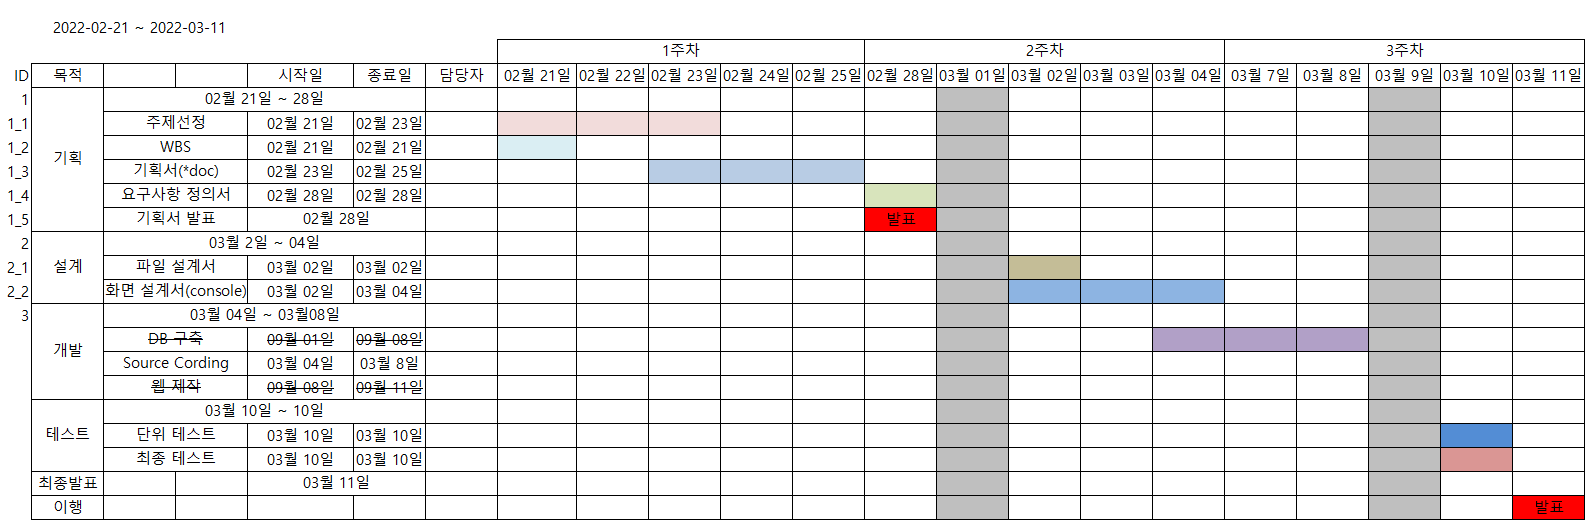 2022-02-21 ~ 2022-03-11
1주차 2주차 3주차
ID 목적 시작일 종료일 담당자 02월 21일 02월 22일 02월 23일 02월 24일 02월 25일 02월 28일 03월 01일 03월 02일 03월 03일 03월 04일 03월 7일 03월 8일 03월 9일 03월 10일 03월 11일
1 02월 21일 ~ 28일
1_1 주제선정 02월 21일 02월 23일
1_2 WBS 02월 21일 02월 21일
기획
1_3 기획서(*doc) 02월 23일 02월 25일
1_4 요구사항 정의서 02월 28일 02월 28일
1_5 기획서 발표 02월 28일 발표
2 03월 2일 ~ 04일
2_1 설계 파일 설계서 03월 02일 03월 02일
2_2 화면 설계서(console) 03월 02일 03월 04일
3 03월 04일 ~ 03월08일
DB 구축 09월 01일 09월 08일
개발
Source Cording 03월 04일 03월 8일
웹 제작 09월 08일 09월 11일
03월 10일 ~ 10일
테스트 단위 테스트 03월 10일 03월 10일
최종 테스트 03월 10일 03월 10일
최종발표 03월 11일
이행 발표